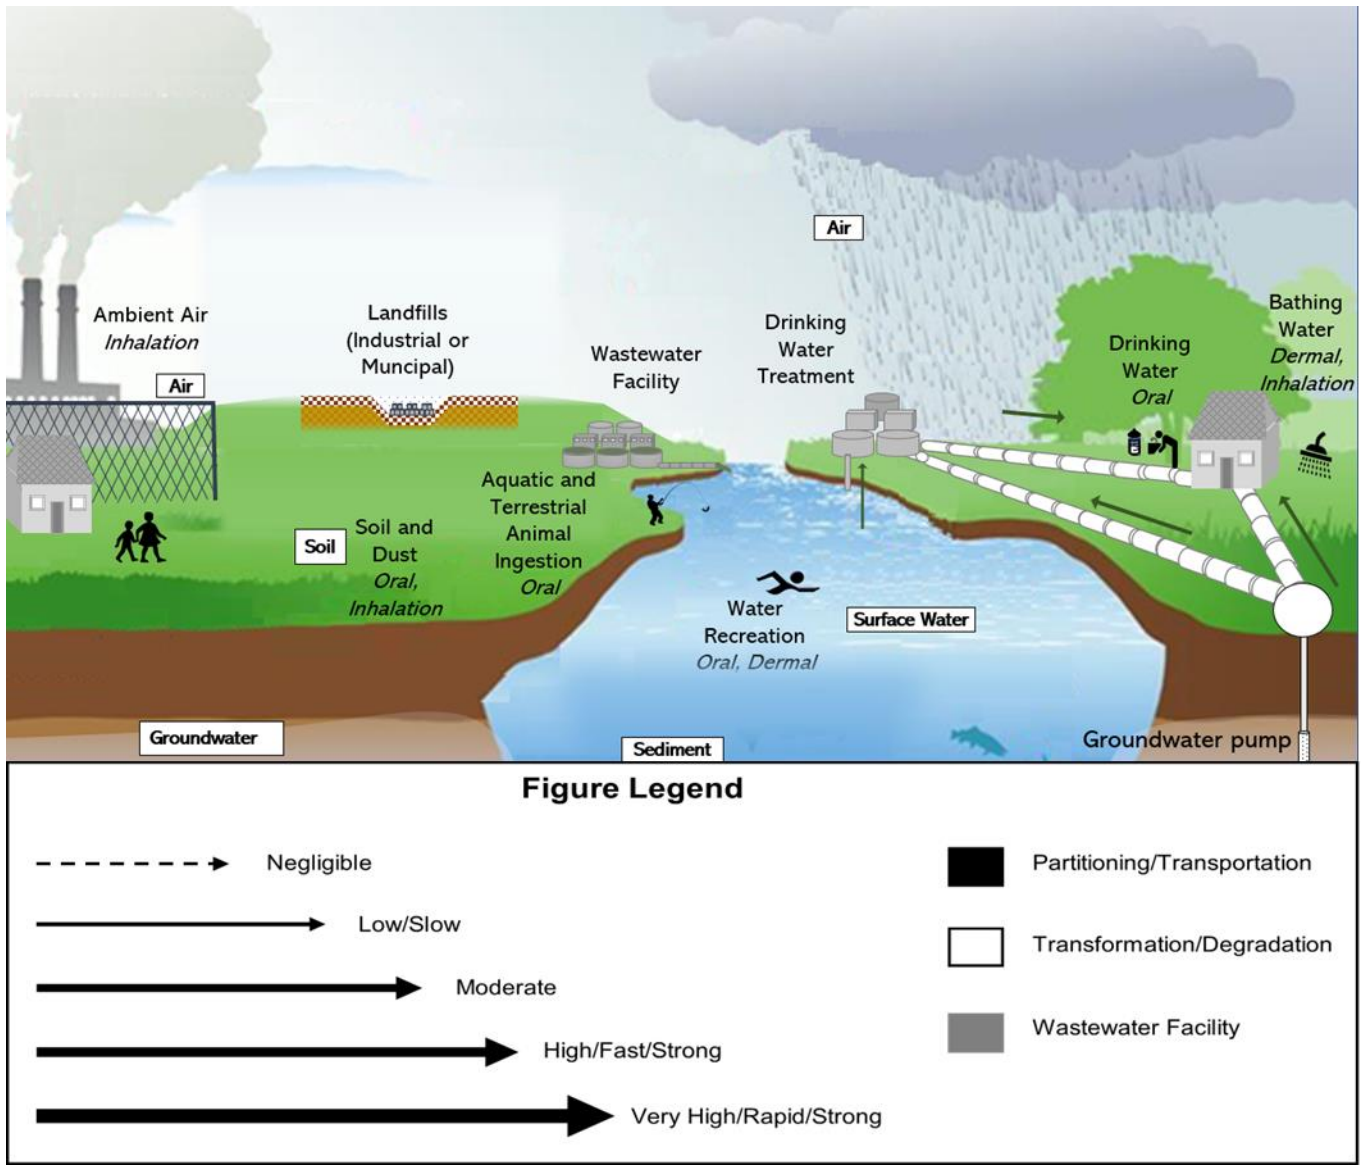 Air
Ambient Air
Inhalation
Air
Landfills
(Industrial or
Muncipal)
Wastewater
Facility
Drinking
Water
Treatment
Drinking
Water
Oral
Bathing
Water
Dermal,
Inhalation
Soil
Soil and
Dust
Oral,
Inhalation
Aquatic and
Terrestrial
Animal
Ingestion
Oral
Water
Recreation
Oral, Dermal
Surface Water
Groundwater
Sediment
Groundwater pump
Figure Legend
Negligible
Low/Slow
Moderate
High/Fast/Strong
Very High/Rapid/Strong
Partitioning/Transportation
Transformation/Degradation
Wastewater Facility